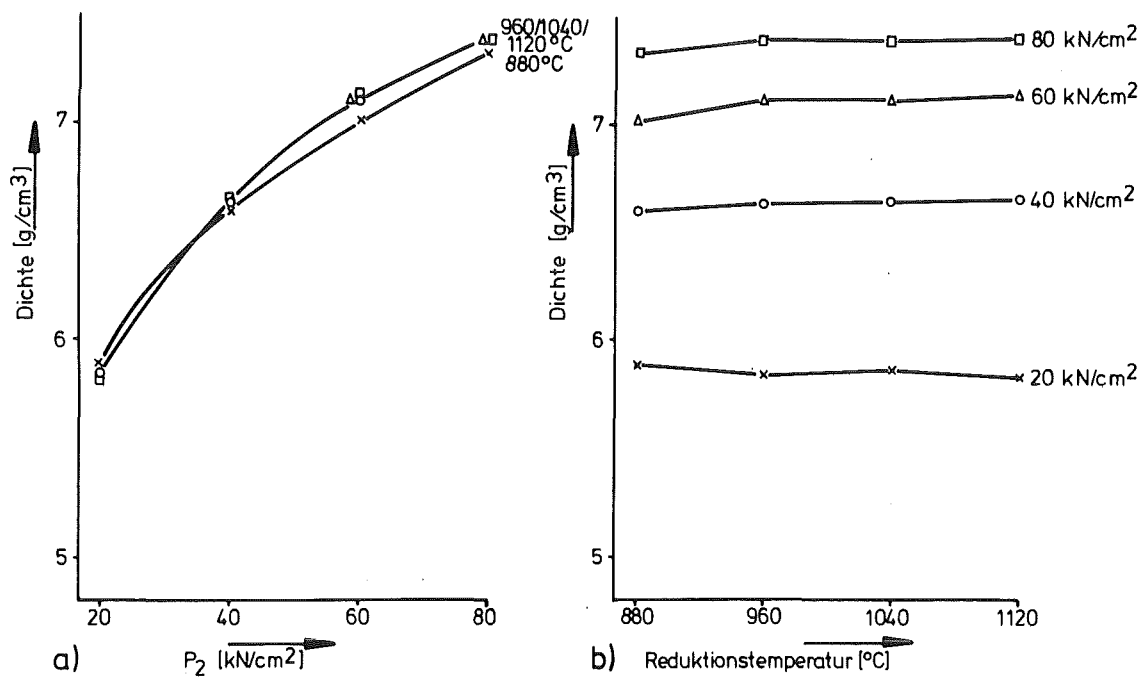 960/1040/
1120°C
880°C
7
6
5
Dichte [g/cm³]
20 40 60 80
a) P₂ [kN/cm²]
80 kN/cm²
60 kN/cm²
40 kN/cm²
20 kN/cm²
7
6
5
Dichte [g/cm³]
880 960 1040 1120
b) Reduktionstemperatur [°C]